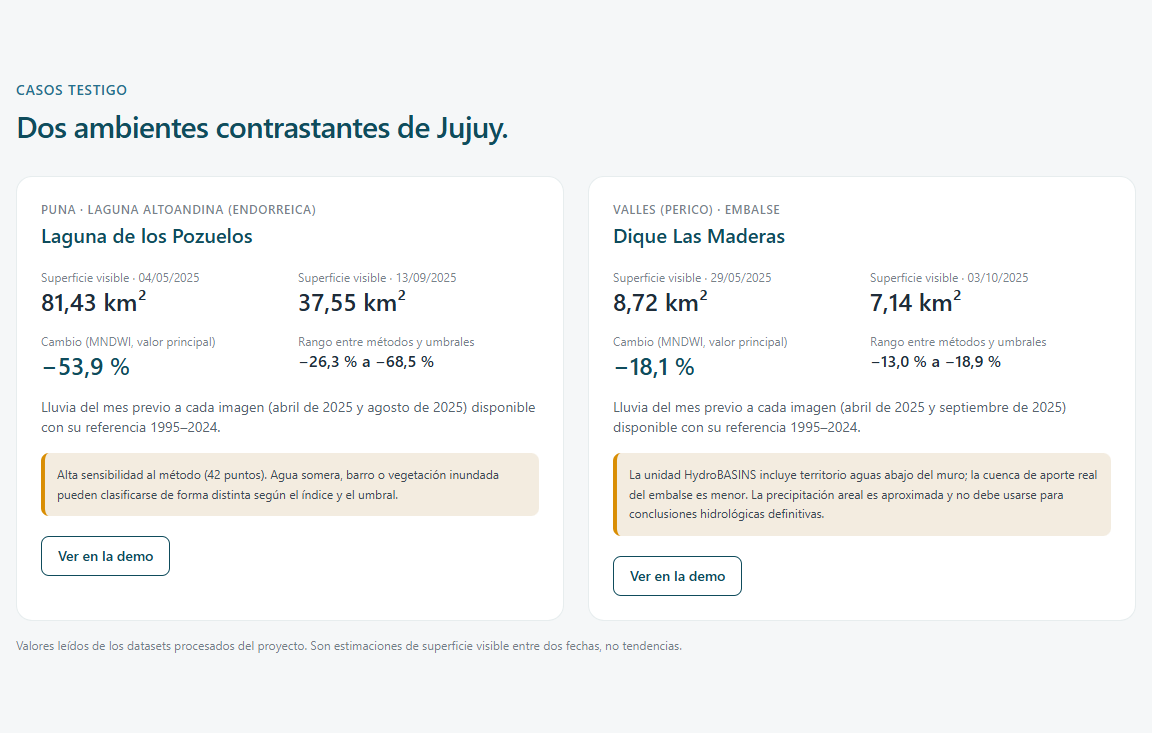 CASOS TESTIGO
Dos ambientes contrastantes de Jujuy.
PUNA · LAGUNA ALTOANDINA (ENDORREICA)
Laguna de los Pozuelos
Superficie visible · 04/05/2025
81,43 km²
Superficie visible · 13/09/2025
37,55 km²
Cambio (MNDWI, valor principal)
−53,9 %
Rango entre métodos y umbrales
−26,3 % a −68,5 %
Lluvia del mes previo a cada imagen (abril de 2025 y agosto de 2025) disponible
con su referencia 1995–2024.
Alta sensibilidad al método (42 puntos). Agua somera, barro o vegetación inundada
pueden clasificarse de forma distinta según el índice y el umbral.
Ver en la demo
VALLES (PERICO) · EMBALSE
Dique Las Maderas
Superficie visible · 29/05/2025
8,72 km²
Superficie visible · 03/10/2025
7,14 km²
Cambio (MNDWI, valor principal)
−18,1 %
Rango entre métodos y umbrales
−13,0 % a −18,9 %
Lluvia del mes previo a cada imagen (abril de 2025 y septiembre de 2025)
disponible con su referencia 1995–2024.
La unidad HydroBASINS incluye territorio aguas abajo del muro; la cuenca de aporte real
del embalse es menor. La precipitación areal es aproximada y no debe usarse para
conclusiones hidrológicas definitivas.
Ver en la demo
Valores leídos de los datasets procesados del proyecto. Son estimaciones de superficie visible entre dos fechas, no tendencias.